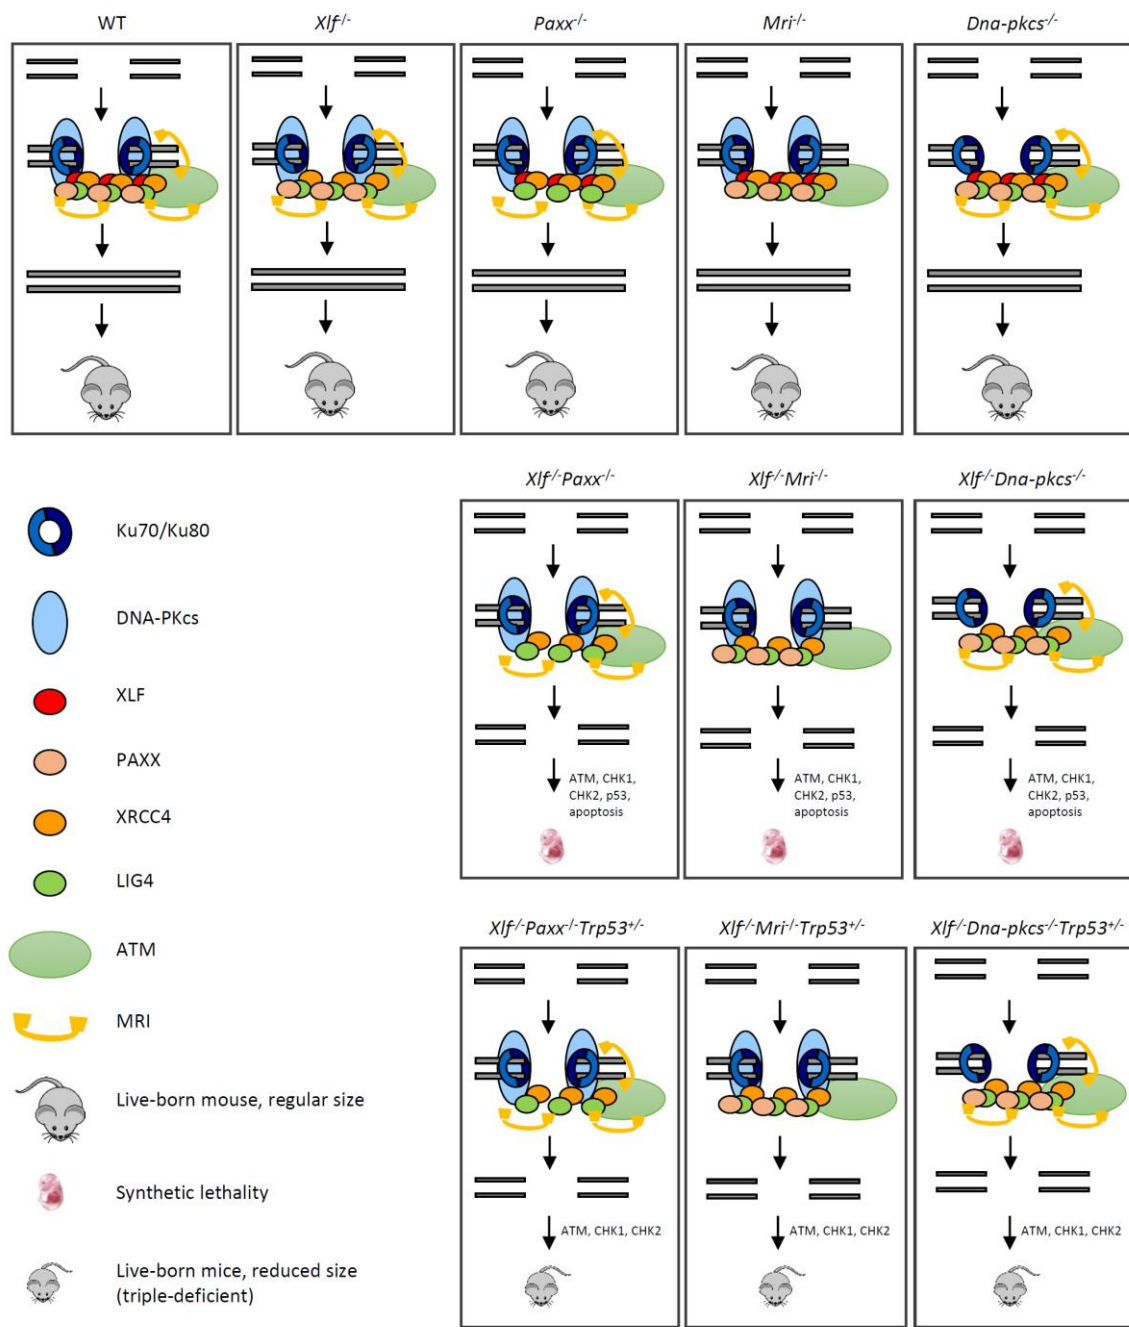 WT
Xlf-/-
Paxx-/-
Mri-/-
Dna-pkcs-/-
Xlf-/-Paxx-/-
Xlf-/-Mri-/-
Xlf-/-Dna-pkcs-/-
Ku70/Ku80
DNA-PKcs
XLF
PAXX
XRCC4
LIG4
ATM
MRI
Live-born mouse, regular size
Synthetic lethality
Live-born mice, reduced size
(triple-deficient)
ATM, CHK1,
CHK2, p53,
apoptosis
ATM, CHK1,
CHK2, p53,
apoptosis
ATM, CHK1,
CHK2, p53,
apoptosis
Xlf-/-Paxx-/-Trp53+/-
Xlf-/-Mri-/-Trp53+/-
Xlf-/-Dna-pkcs-/-Trp53+/-
ATM, CHK1, CHK2
ATM, CHK1, CHK2
ATM, CHK1, CHK2